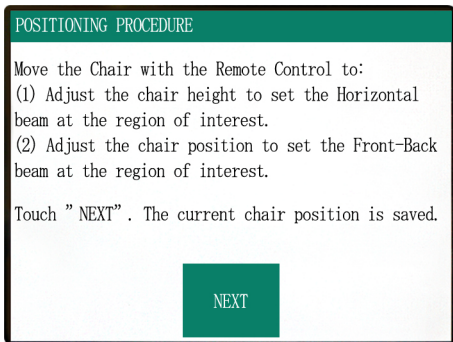 POSITIONING PROCEDURE
Move the Chair with the Remote Control to:
(1) Adjust the chair height to set the Horizontal
beam at the region of interest.
(2) Adjust the chair position to set the Front-Back
beam at the region of interest.
Touch "NEXT". The current chair position is saved.
NEXT